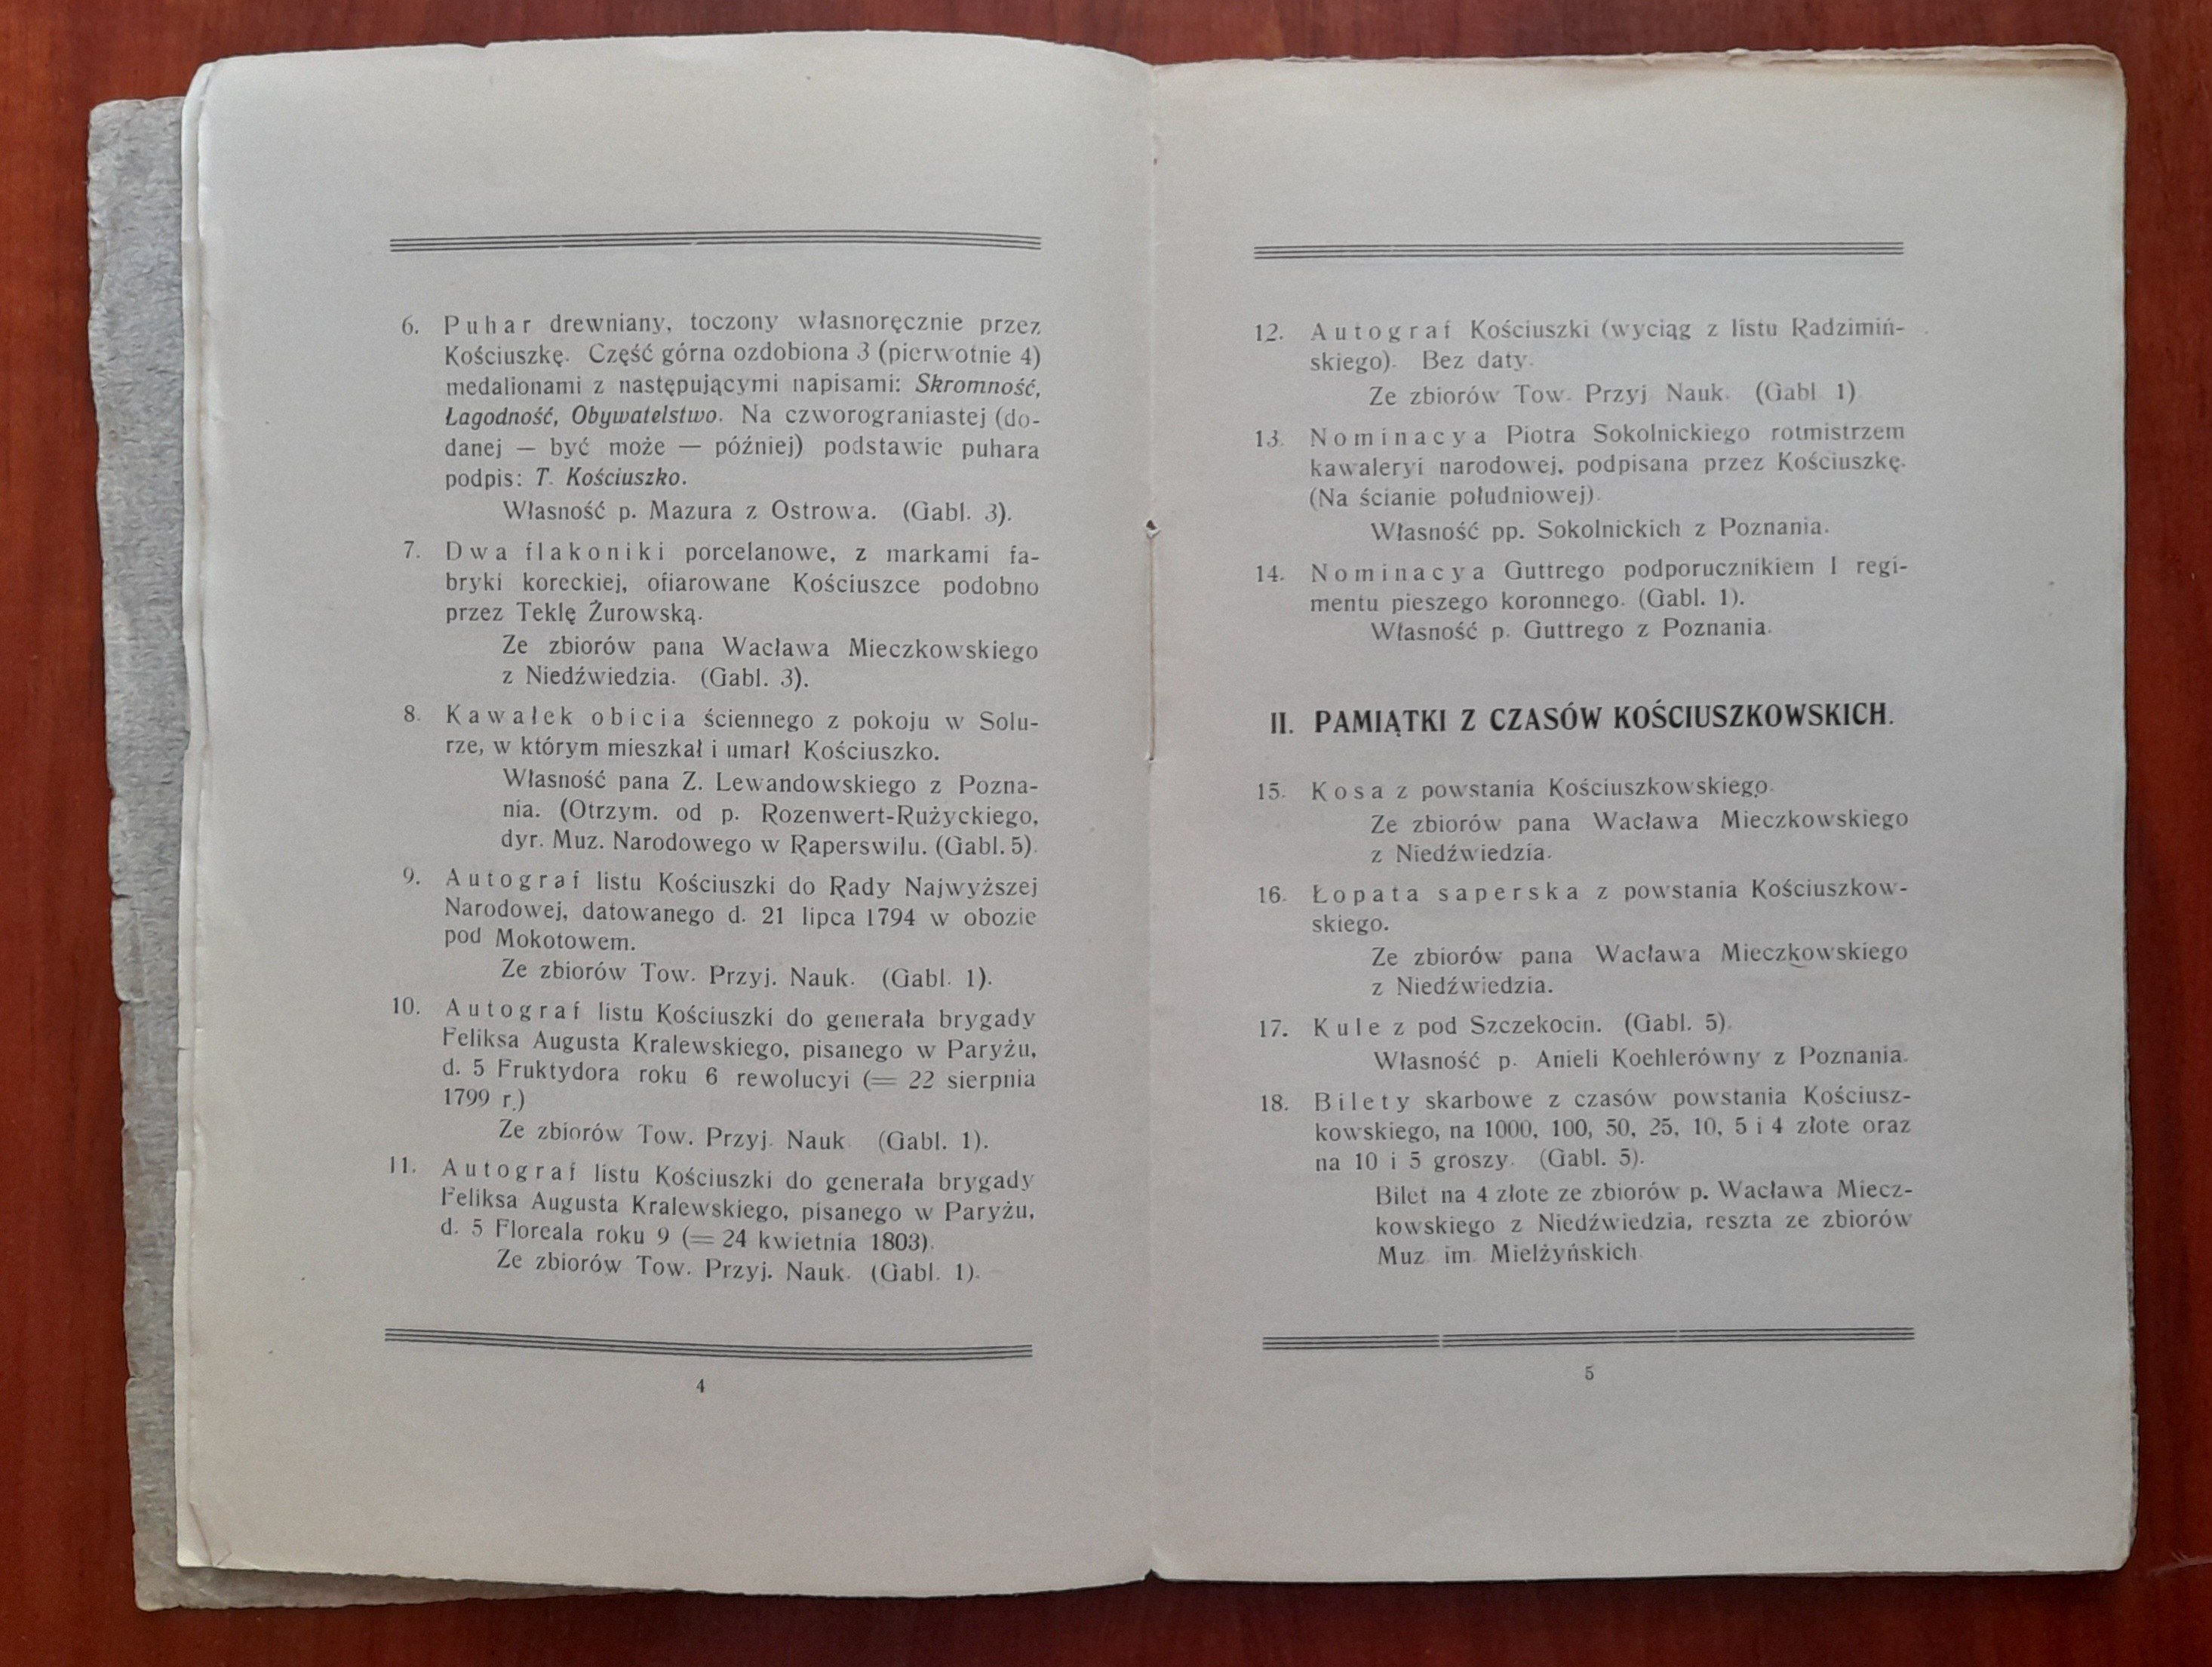 6. Puhar drewniany, toczony własnoręcznie przez
Kościuszkę. Część górna ozdobiona 3 (pierwotnie 4)
medalionami z następującymi napisami: Skromność,
Łagodność, Obywatelstwo. Na czworograniastej (do-
danej — być może — później) podstawie puhara
podpis: T. Kościuszko.
Własność p. Mazura z Ostrowa. (Gabl. 3).
7. Dwa flakoniki porcelanowe, z markami fa-
bryki koreckiej, ofiarowane Kościuszce podobno
przez Teklę Żurowską.
Ze zbiorów pana Wacława Mieczkowskiego
z Niedźwiedzia. (Gabl. 3).
8. Kawałek obicia ściennego z pokoju w Solu-
rze, w którym mieszkał i umarł Kościuszko.
Własność pana Z. Lewandowskiego z Pozna-
nia. (Otrzym. od p. Rozenwert-Rużyckiego,
dyr. Muz. Narodowego w Raperswilu. (Gabl. 5).
9. Autograf listu Kościuszki do Rady Najwyższej
Narodowej, datowanego d. 21 lipca 1794 w obozie
pod Mokotowem.
Ze zbiorów Tow. Przyj. Nauk. (Gabl. 1).
10. Autograf listu Kościuszki do generała brygady
Feliksa Augusta Kralewskiego, pisanego w Paryżu,
d. 5 Fruktydora roku 6 rewolucyi (= 22 sierpnia
1799 r.)
Ze zbiorów Tow. Przyj. Nauk (Gabl. 1).
11. Autograf listu Kościuszki do generała brygady
Feliksa Augusta Kralewskiego, pisanego w Paryżu,
d. 5 Floreala roku 9 (= 24 kwietnia 1803).
Ze zbiorów Tow. Przyj. Nauk. (Gabl. 1).
4
12. Autograf Kościuszki (wyciąg z listu Radzimiń-
skiego). Bez daty.
Ze zbiorów Tow. Przyj. Nauk. (Gabl. 1)
13. Nominacya Piotra Sokolnickiego rotmistrzem
kawaleryi narodowej, podpisana przez Kościuszkę.
(Na ścianie południowej).
Własność pp. Sokolnickich z Poznania.
14. Nominacya Guttrego podporucznikiem I regi-
mentu pieszego koronnego. (Gabl. 1).
Własność p. Guttrego z Poznania.
II. PAMIĄTKI Z CZASÓW KOŚCIUSZKOWSKICH.
15. Kosa z powstania Kościuszkowskiego.
Ze zbiorów pana Wacława Mieczkowskiego
z Niedźwiedzia.
16. Łopata saperska z powstania Kościuszkow-
skiego.
Ze zbiorów pana Wacława Mieczkowskiego
z Niedźwiedzia.
17. Kule z pod Szczekocin. (Gabl. 5).
Własność p. Anieli Koehlerówny z Poznania.
18. Bilety skarbowe z czasów powstania Kościusz-
kowskiego, na 1000, 100, 50, 25, 10, 5 i 4 złote oraz
na 10 i 5 groszy. (Gabl. 5).
Bilet na 4 złote ze zbiorów p. Wacława Miecz-
kowskiego z Niedźwiedzia, reszta ze zbiorów
Muz. im. Mielżyńskich
5